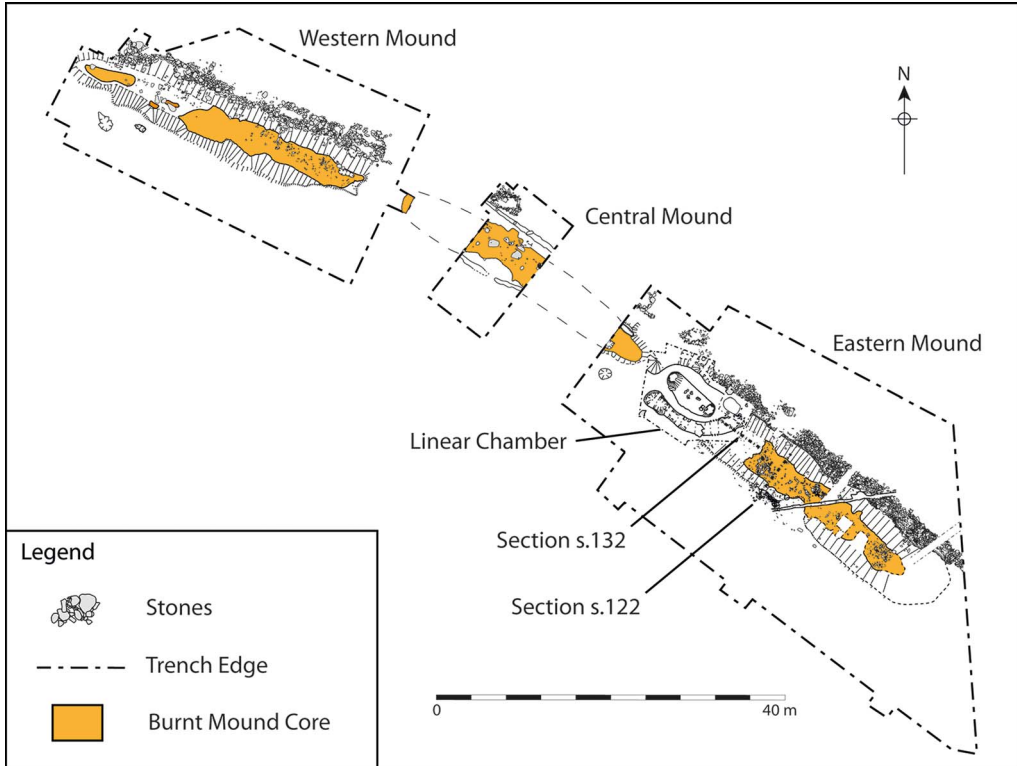 Western Mound
N
Central Mound
Eastern Mound
Linear Chamber
Section s.132
Section s.122
Legend
Stones
Trench Edge
Burnt Mound Core
0
40 m